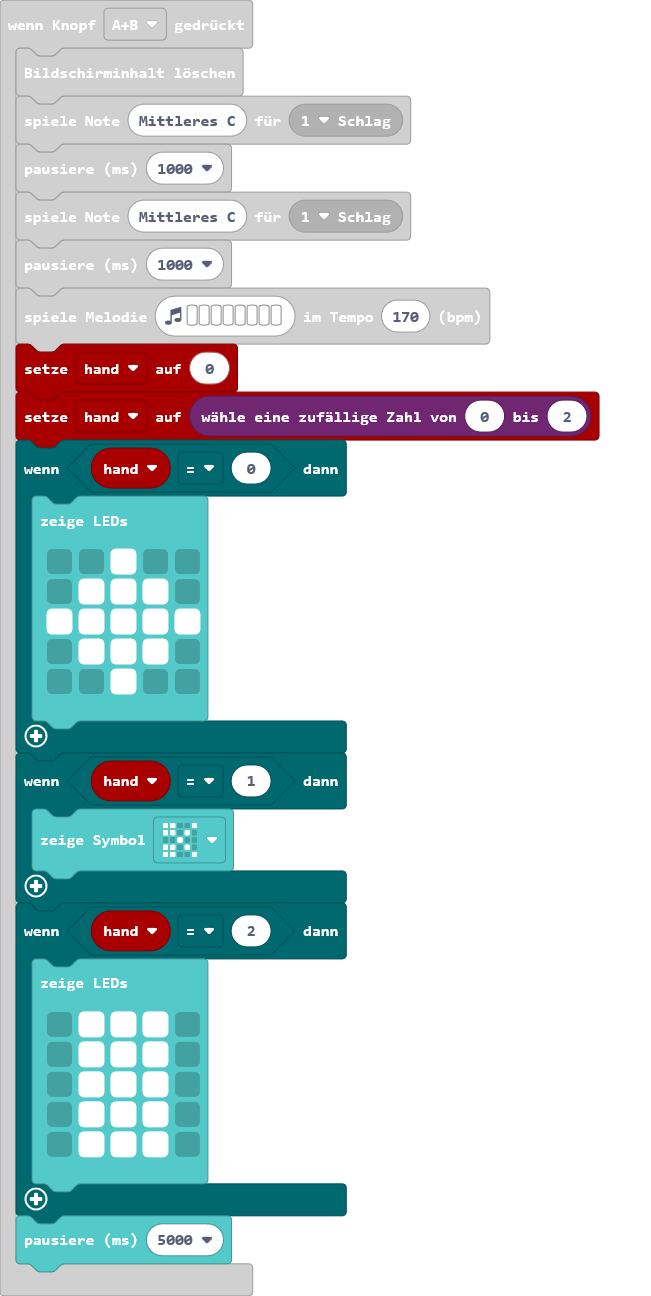 wenn Knopf A+B gedrückt
Bildschirminhalt löschen
spiele Note Mittleres C für 1 Schlag
pausiere (ms) 1000
spiele Note Mittleres C für 1 Schlag
pausiere (ms) 1000
spiele Melodie im Tempo 170 (bpm)
setze hand auf 0
setze hand auf wähle eine zufällige Zahl von 0 bis 2
wenn hand = 0 dann
zeige LEDs
wenn hand = 1 dann
zeige Symbol
wenn hand = 2 dann
zeige LEDs
pausiere (ms) 5000